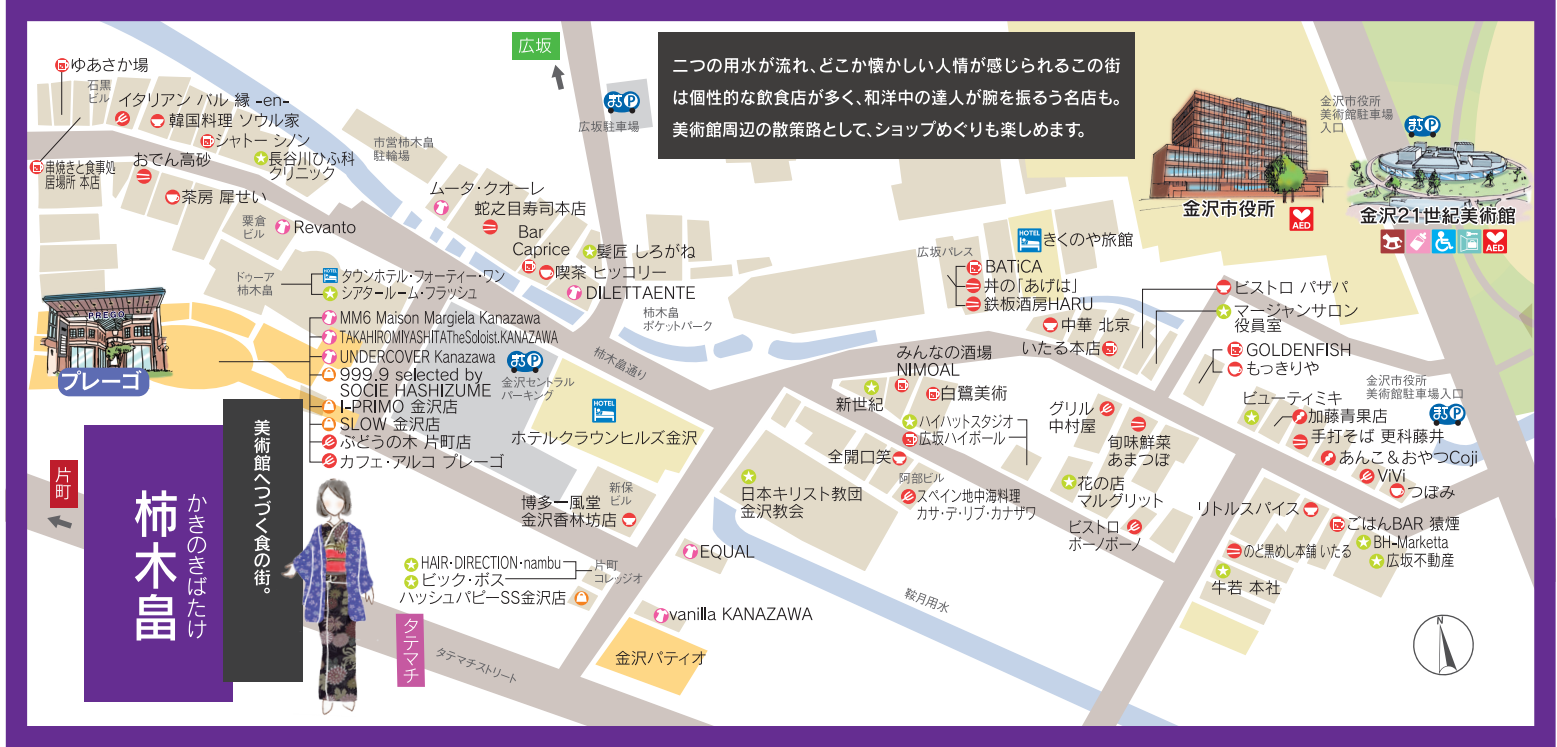 広坂
二つの用水が流れ、どこか懐かしい人情が感じられるこの街
は個性的な飲食店が多く、和洋中の達人が腕を振るう名店も。
美術館周辺の散策路として、ショップめぐりも楽しめます。
ゆあさか場
石黒
ビル
イタリアン バル 縁 -en-
韓国料理 ソウル家
シャトー シノン
長谷川ひふ科
クリニック
串焼きと食事処
居場所 本店
おでん高砂
茶房 犀せい
粟倉
ビル
Revanto
市営柿木畠
駐輪場
まちP
広坂駐車場
ムータ・クオーレ
蛇之目寿司本店
Bar
Caprice
髪匠 しろがね
喫茶 ヒッコリー
DILETTAENTE
ドゥーア
柿木畠
HOTEL
タウンホテル・フォーティー・ワン
シアタールーム・フラッシュ
柿木畠
ポケットパーク
PREGO
プレーゴ
MM6 Maison Margiela Kanazawa
TAKAHIROMIYASHITATheSoloist.KANAZAWA
UNDERCOVER Kanazawa
999.9 selected by
SOCIE HASHIZUME
I-PRIMO 金沢店
SLOW 金沢店
ぶどうの木 片町店
カフェ・アルコ プレーゴ
まちP
金沢セントラル
パーキング
柿木畠通り
HOTEL
ホテルクラウンヒルズ金沢
金沢市役所
美術館駐車場
入口
まちP
金沢市役所
AED
金沢21世紀美術館
AED
広坂パレス
HOTEL
きくのや旅館
BATiCA
丼の「あげは」
鉄板酒房HARU
中華 北京
いたる本店
ビストロ パザパ
マージャンサロン
役員室
GOLDENFISH
もっきりや
みんなの酒場
NIMOAL
白鷺美術
新世紀
ハイハットスタジオ
広坂ハイボール
全開口笑
阿部ビル
スペイン地中海料理
カサ・デ・リブ・カナザワ
グリル
中村屋
旬味鮮菜
あまつぼ
花の店
マルグリット
ビストロ
ボーノボーノ
ビューティミキ
金沢市役所
美術館駐車場入口
まちP
加藤青果店
手打そば 更科藤井
あんこ＆おやつCoji
ViVi
つぼみ
リトルスパイス
ごはんBAR 猿煙
BH-Marketta
広坂不動産
のど黒めし本舗 いたる
牛若 本社
日本キリスト教団
金沢教会
新保
ビル
博多一風堂
金沢香林坊店
EQUAL
HAIR・DIRECTION・nambu
ビック・ボス
片町
コレッジオ
ハッシュパピーSS金沢店
vanilla KANAZAWA
金沢パティオ
鞍月用水
タテマチ
タテマチストリート
片町
美術館へつづく食の街。
かきのきばたけ
柿木畠
N